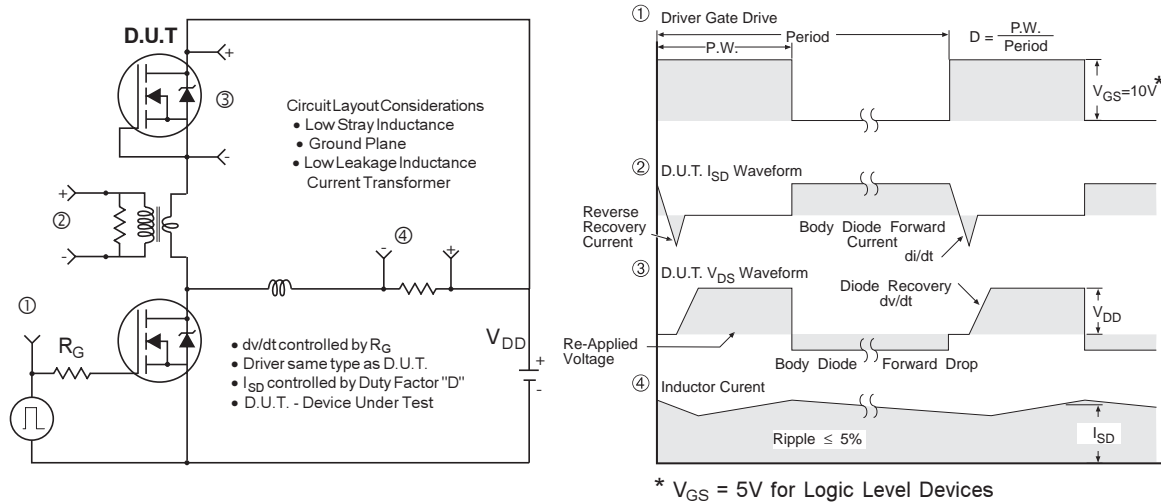 D.U.T
+
③
-
Circuit Layout Considerations
• Low Stray Inductance
• Ground Plane
• Low Leakage Inductance
Current Transformer
+
②
-
④
- +
①
R_G
• dv/dt controlled by R_G
• Driver same type as D.U.T.
• I_SD controlled by Duty Factor "D"
• D.U.T. - Device Under Test
V_DD
+
-
① Driver Gate Drive
P.W.
Period
D = P.W. / Period
V_GS=10V*
② D.U.T. I_SD Waveform
Reverse
Recovery
Current
Body Diode Forward
Current
di/dt
③ D.U.T. V_DS Waveform
Diode Recovery
dv/dt
V_DD
Re-Applied
Voltage
Body Diode Forward Drop
④ Inductor Curent
Ripple ≤ 5%
I_SD
* V_GS = 5V for Logic Level Devices